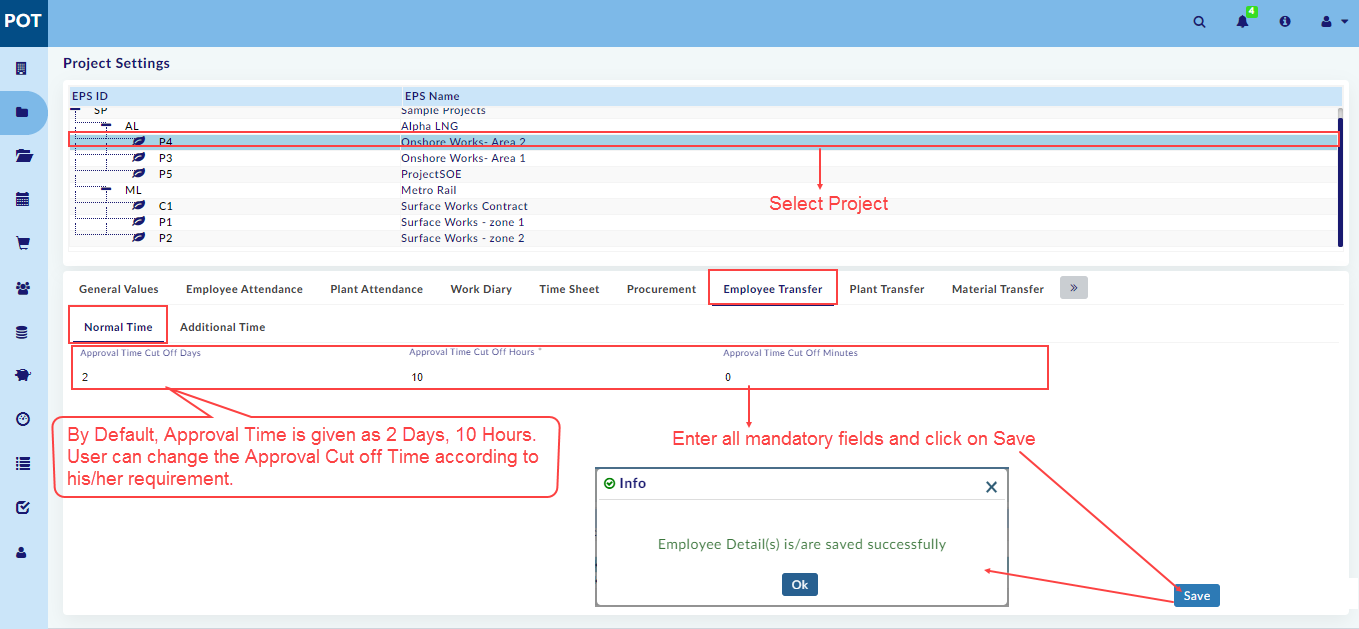 POT
4
Project Settings
EPS ID EPS Name
SP Sample Projects
AL Alpha LNG
P4 Onshore Works- Area 2
P3 Onshore Works- Area 1
P5 ProjectSOE
ML Metro Rail
C1 Surface Works Contract
P1 Surface Works - zone 1
P2 Surface Works - zone 2
Select Project
General Values Employee Attendance Plant Attendance Work Diary Time Sheet Procurement Employee Transfer Plant Transfer Material Transfer »
Normal Time Additional Time
Approval Time Cut Off Days Approval Time Cut Off Hours * Approval Time Cut Off Minutes
2 10 0
By Default, Approval Time is given as 2 Days, 10 Hours.
User can change the Approval Cut off Time according to
his/her requirement.
Enter all mandatory fields and click on Save
Info
Employee Detail(s) is/are saved successfully
Ok
Save